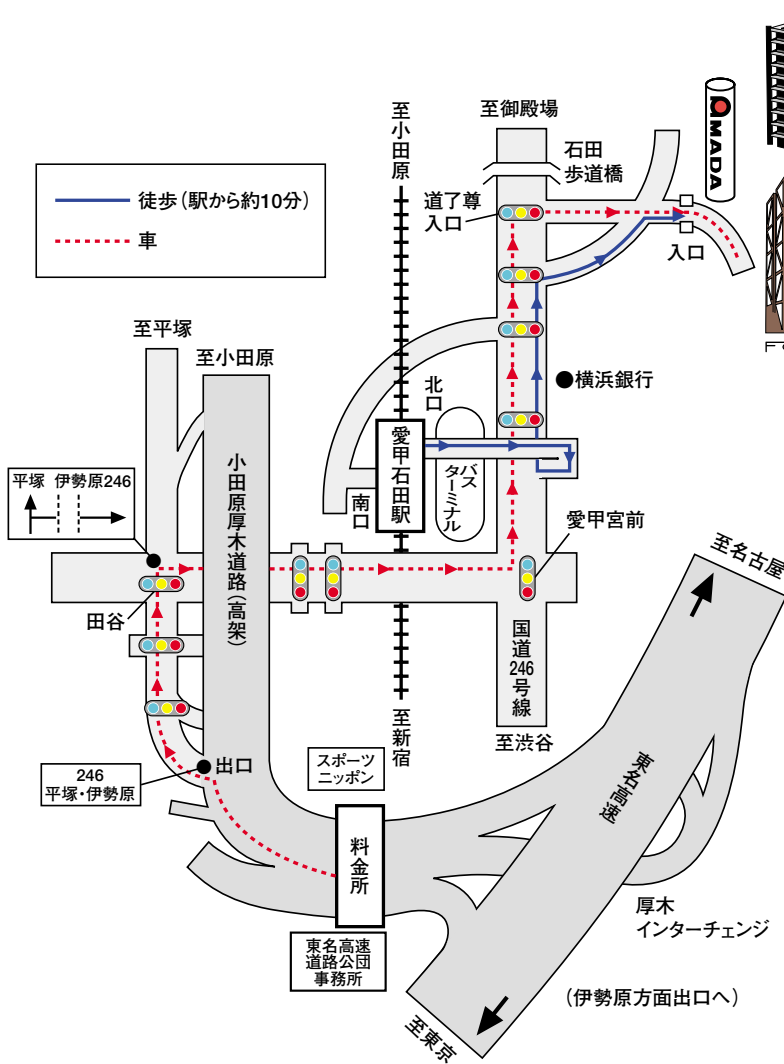 徒歩（駅から約10分）
車
至小田原
至御殿場
石田
歩道橋
道了尊
入口
AMADA
入口
至平塚
至小田原
北口
横浜銀行
愛甲石田駅
バス
ターミナル
南口
平塚 伊勢原246
小田原厚木道路（高架）
愛甲宮前
至名古屋
田谷
国道246号線
至新宿
至渋谷
出口
スポーツ
ニッポン
246
平塚・伊勢原
東名高速
料金所
厚木
インターチェンジ
東名高速
道路公団
事務所
（伊勢原方面出口へ）
至東京